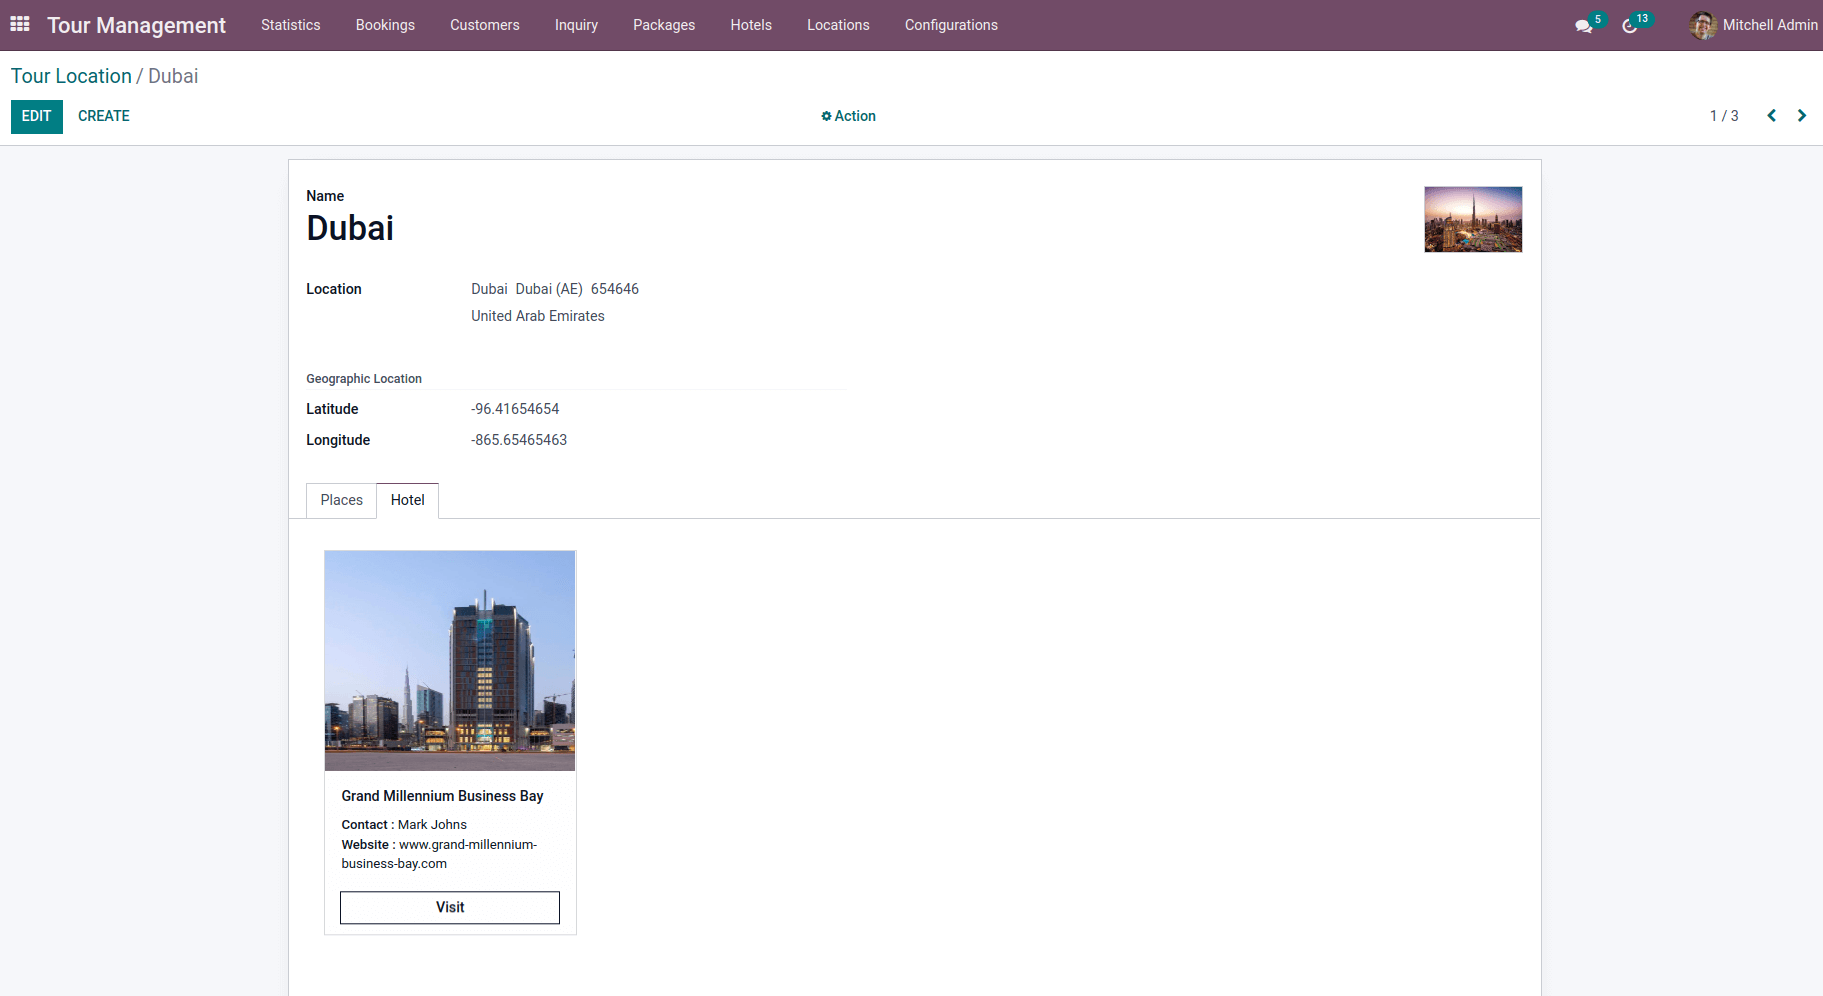 Tour Management Statistics Bookings Customers Inquiry Packages Hotels Locations Configurations 5 13 Mitchell Admin
Tour Location / Dubai
EDIT CREATE Action 1 / 3
Name
Dubai
Location Dubai Dubai (AE) 654646
United Arab Emirates
Geographic Location
Latitude -96.41654654
Longitude -865.65465463
Places Hotel
Grand Millennium Business Bay
Contact : Mark Johns
Website : www.grand-millennium-
business-bay.com
Visit